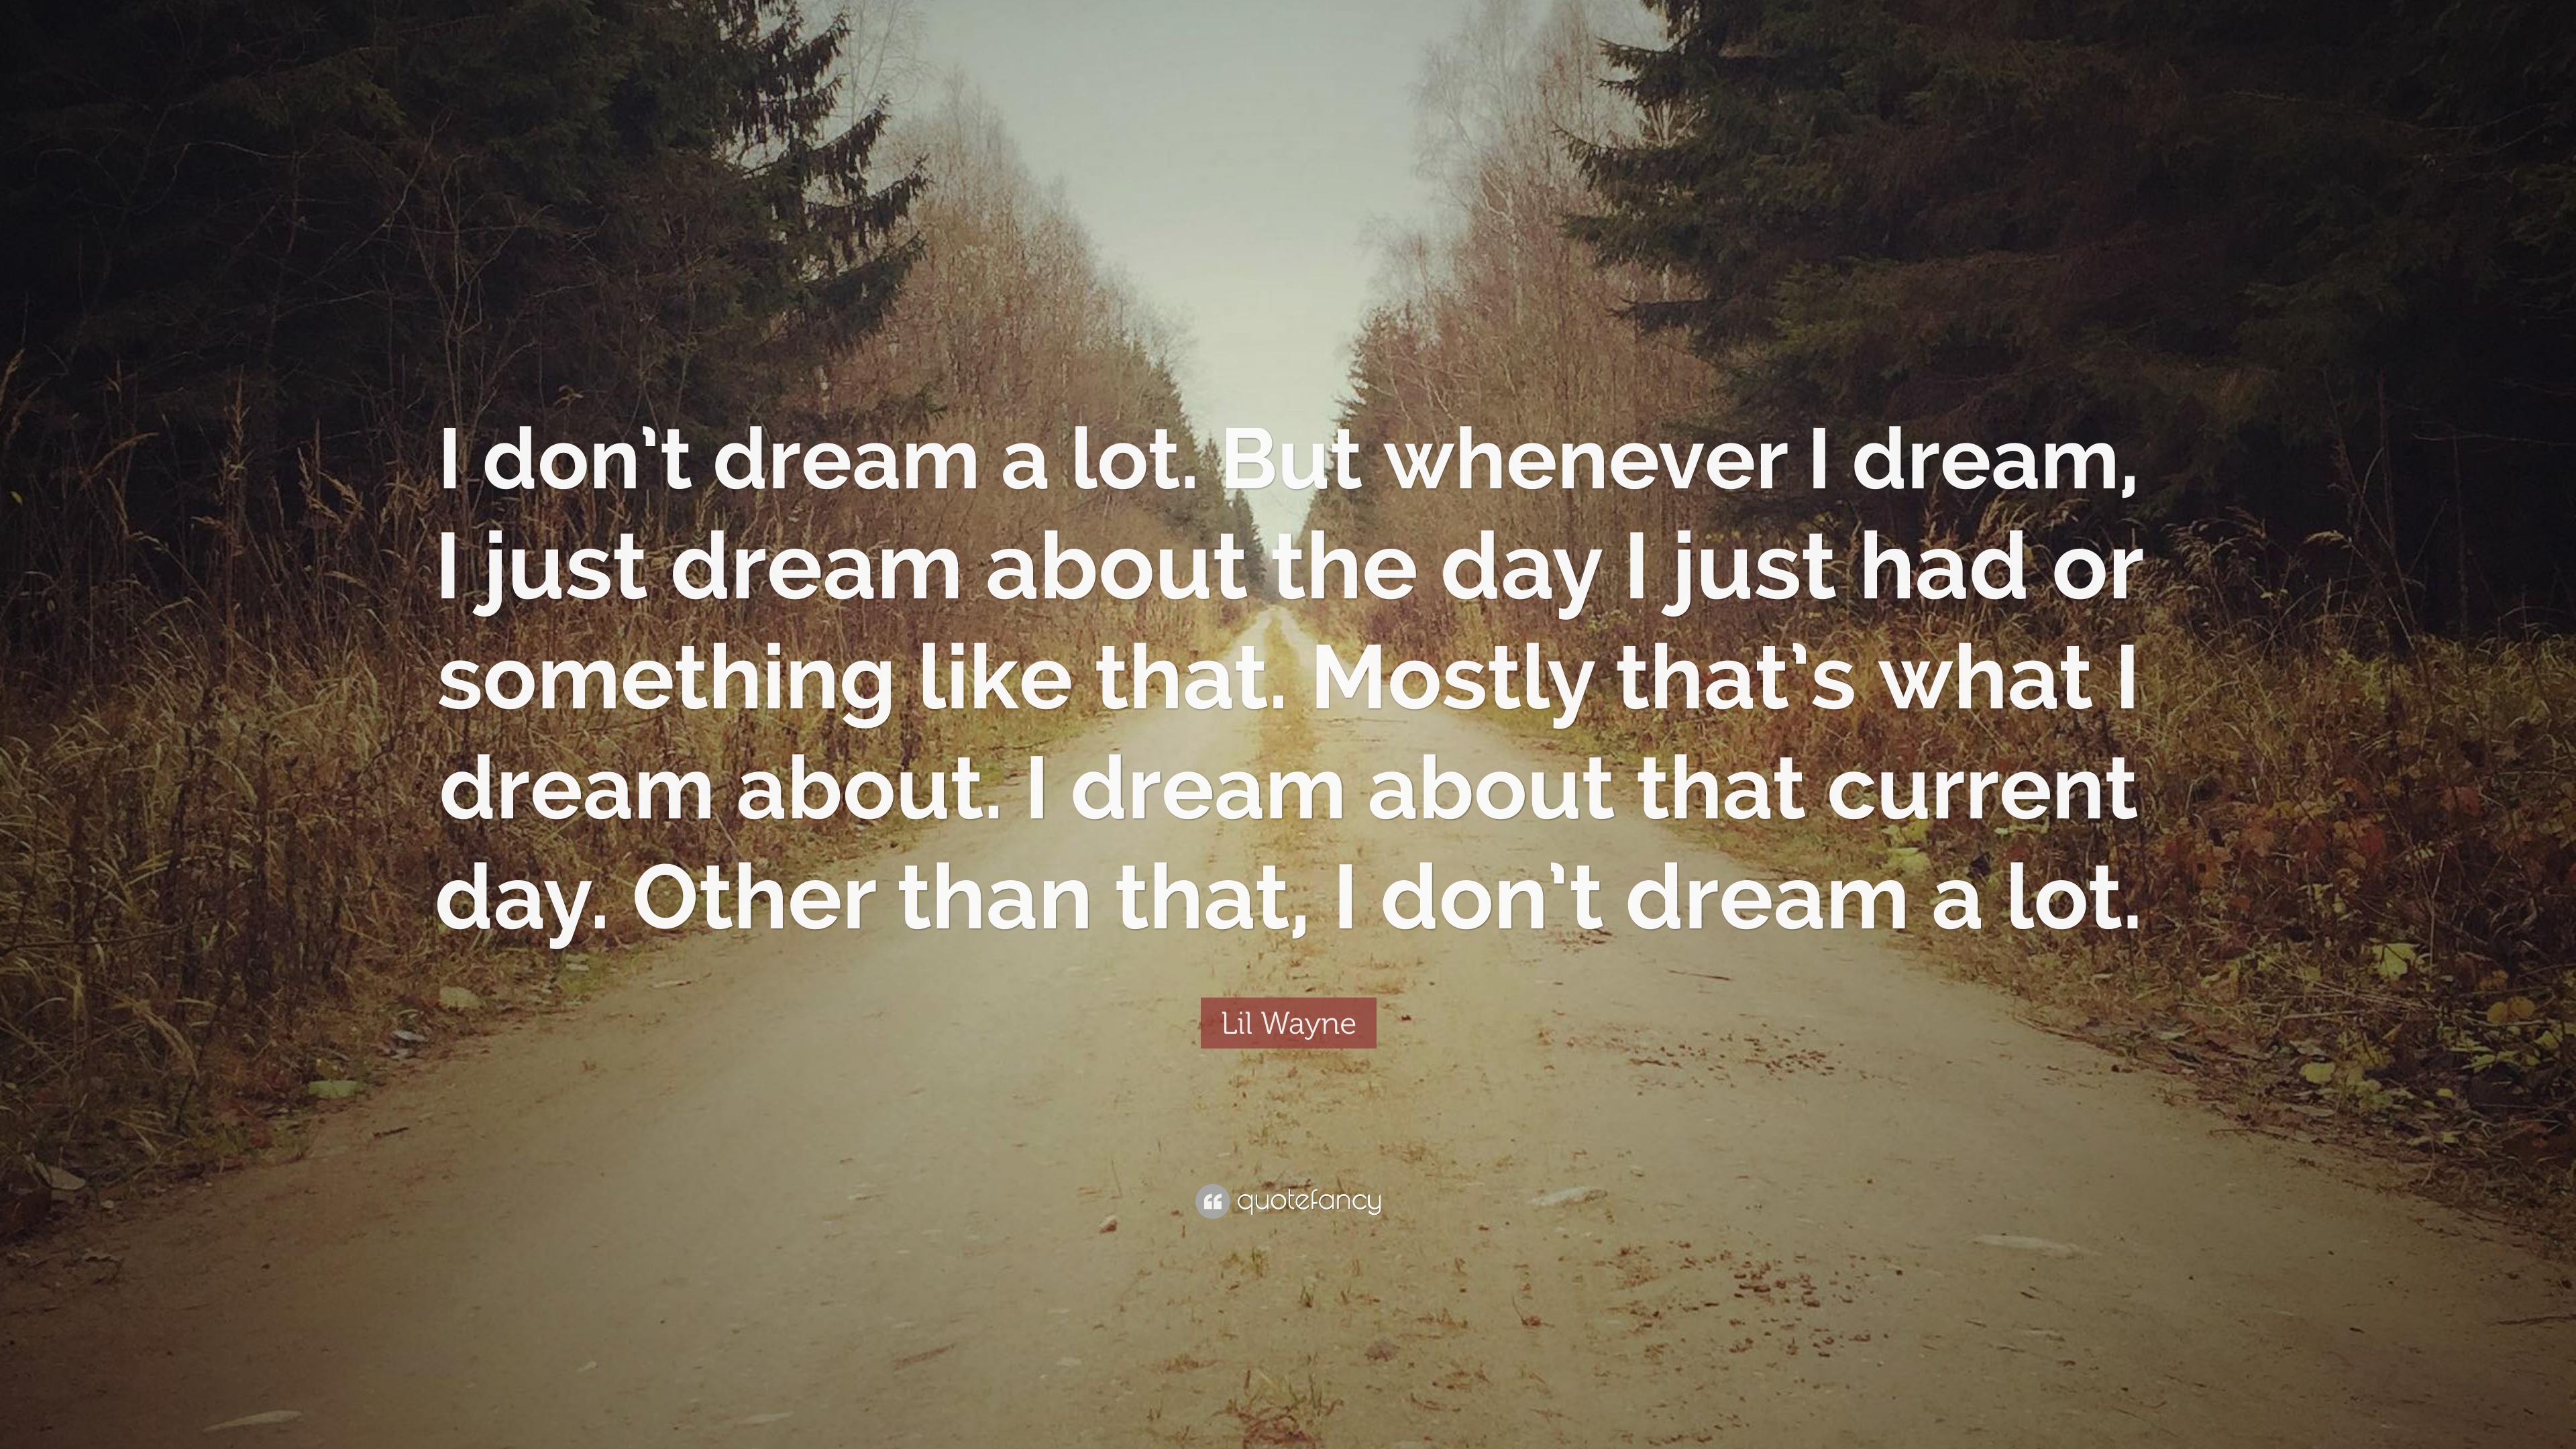 I don’t dream a lot. But whenever I dream,
I just dream about the day I just had or
something like that. Mostly that’s what I
dream about. I dream about that current
day. Other than that, I don’t dream a lot.
Lil Wayne
quotefancy